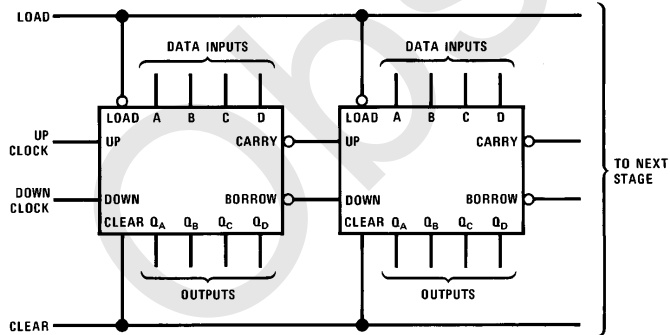 LOAD
DATA INPUTS
DATA INPUTS
LOAD A B C D
LOAD A B C D
UP CLOCK
UP
CARRY
UP
CARRY
TO NEXT STAGE
DOWN CLOCK
DOWN
BORROW
DOWN
BORROW
CLEAR QA QB QC QD
CLEAR QA QB QC QD
OUTPUTS
OUTPUTS
CLEAR